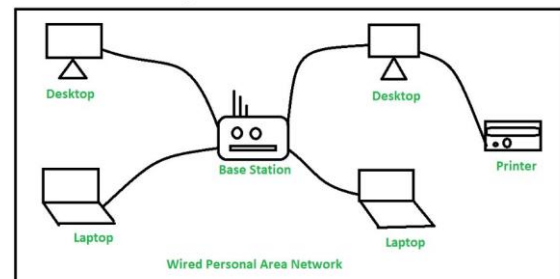 Desktop
Desktop
Base Station
Printer
Laptop
Laptop
Wired Personal Area Network